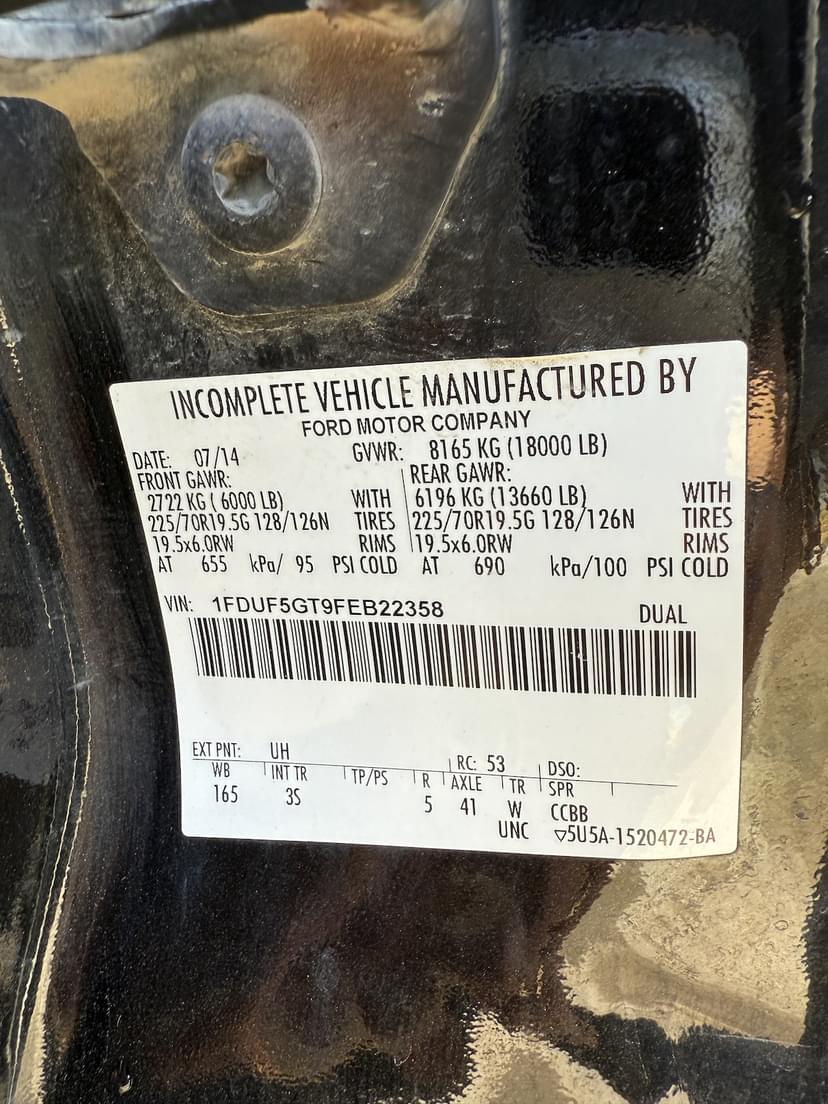 INCOMPLETE VEHICLE MANUFACTURED BY
FORD MOTOR COMPANY
DATE: 07/14 GVWR: 8165 KG (18000 LB)
FRONT GAWR: REAR GAWR:
2722 KG ( 6000 LB) WITH 6196 KG (13660 LB) WITH
225/70R19.5G 128/126N TIRES 225/70R19.5G 128/126N TIRES
19.5x6.0RW RIMS 19.5x6.0RW RIMS
AT 655 kPa/ 95 PSI COLD AT 690 kPa/100 PSI COLD
VIN: 1FDUF5GT9FEB22358 DUAL
EXT PNT: UH RC: 53 DSO:
WB INT TR TP/PS R AXLE TR SPR
165 3S 5 41 W CCBB
UNC ▽5U5A-1520472-BA